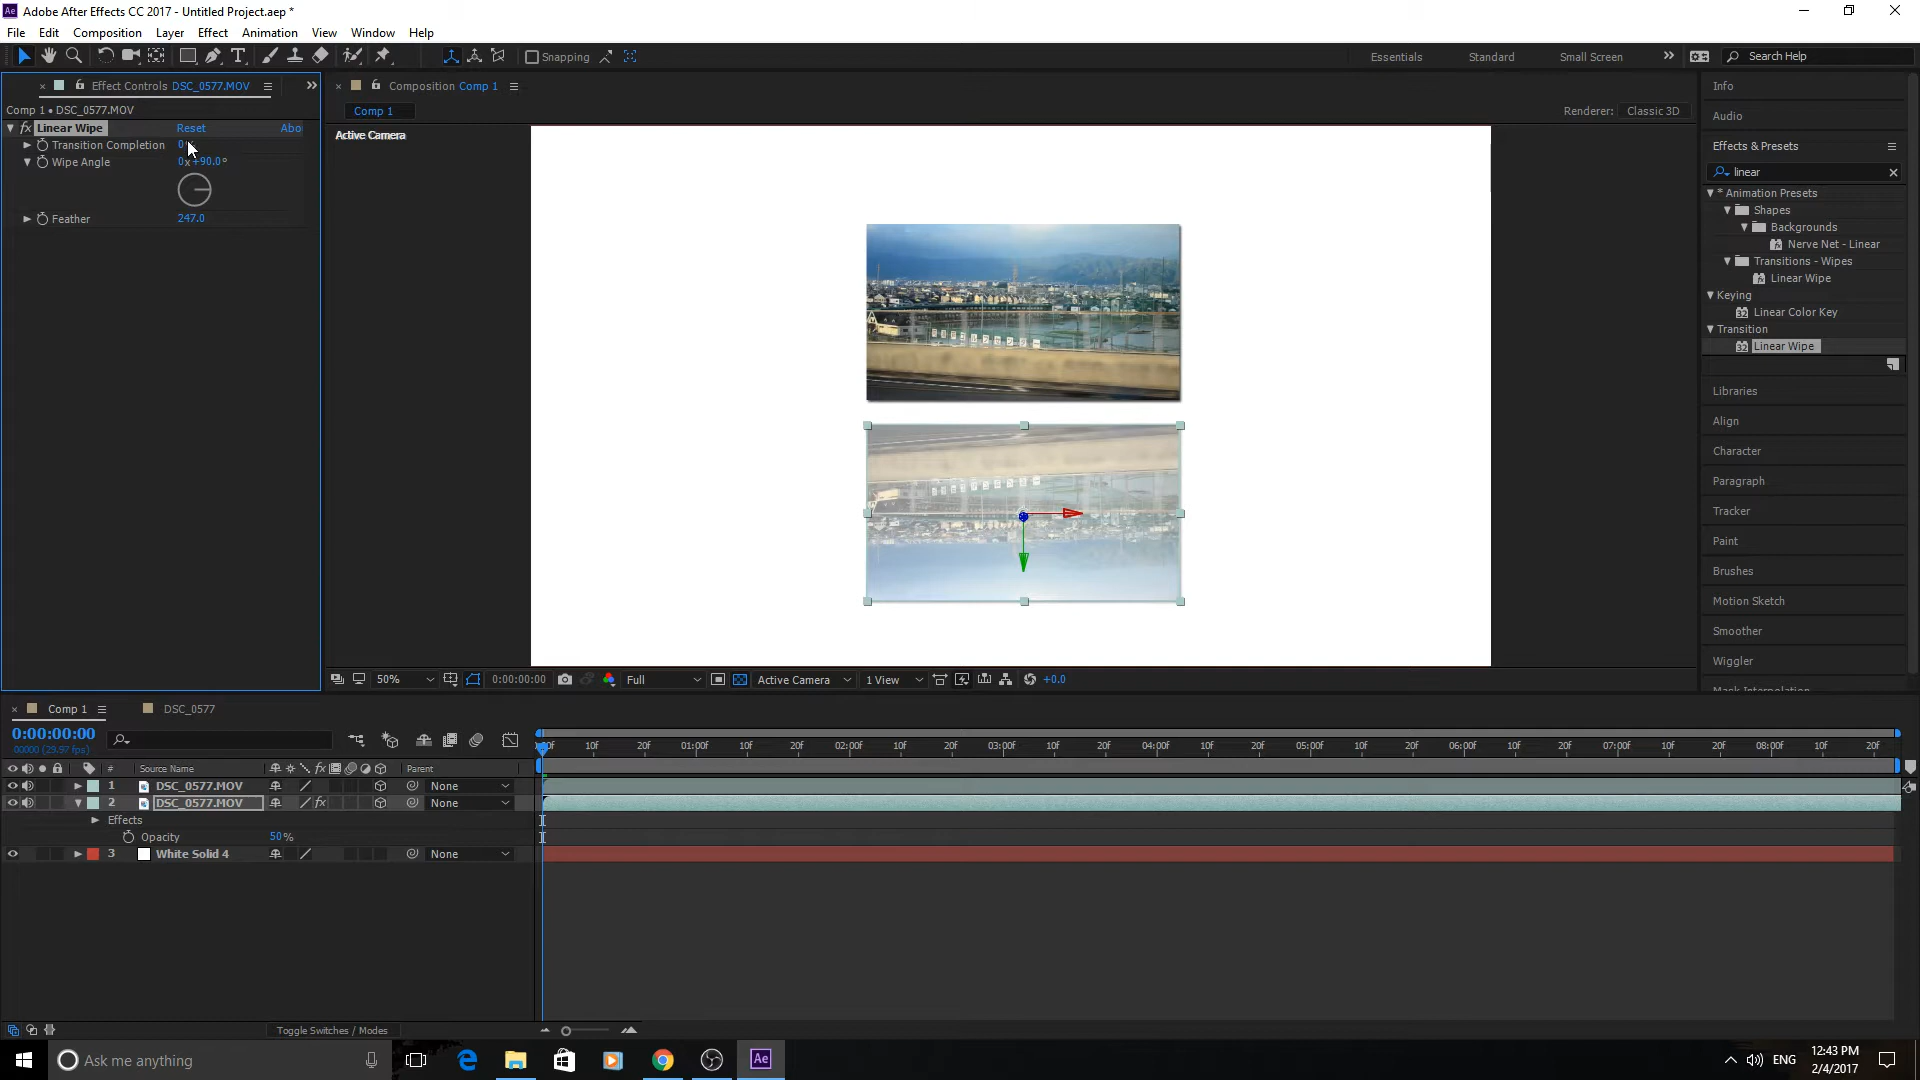 Adobe After Effects CC 2017 - Untitled Project.aep *
File Edit Composition Layer Effect Animation View Window Help
Snapping Essentials Standard Small Screen Search Help
Effect Controls DSC_0577.MOV
Composition Comp 1
Info
Comp 1 • DSC_0577.MOV
Comp 1
Renderer: Classic 3D
Audio
fx Linear Wipe Reset Abo
Active Camera
Transition Completion 0
Effects & Presets
Wipe Angle 0x+90.0°
linear
* Animation Presets
Shapes
Feather 247.0
Backgrounds
Nerve Net - Linear
Transitions - Wipes
Linear Wipe
Keying
Linear Color Key
Transition
Linear Wipe
Libraries
Align
Character
Paragraph
Tracker
Paint
Brushes
Motion Sketch
Smoother
Wiggler
Mask Interpolation
50% 0:00:00:00 Full Active Camera 1 View +0.0
Comp 1 DSC_0577
0:00:00:00
00000 (29.97 fps)
10f 20f 01:00f 10f 20f 02:00f 10f 20f 03:00f 10f 20f 04:00f 10f 20f 05:00f 10f 20f 06:00f 10f 20f 07:00f 10f 20f 08:00f 10f 20f
# Source Name fx Parent
1 DSC_0577.MOV None
2 DSC_0577.MOV fx None
Effects
Opacity 50%
3 White Solid 4 None
Toggle Switches / Modes
Ask me anything
Ae
ENG
12:43 PM
2/4/2017